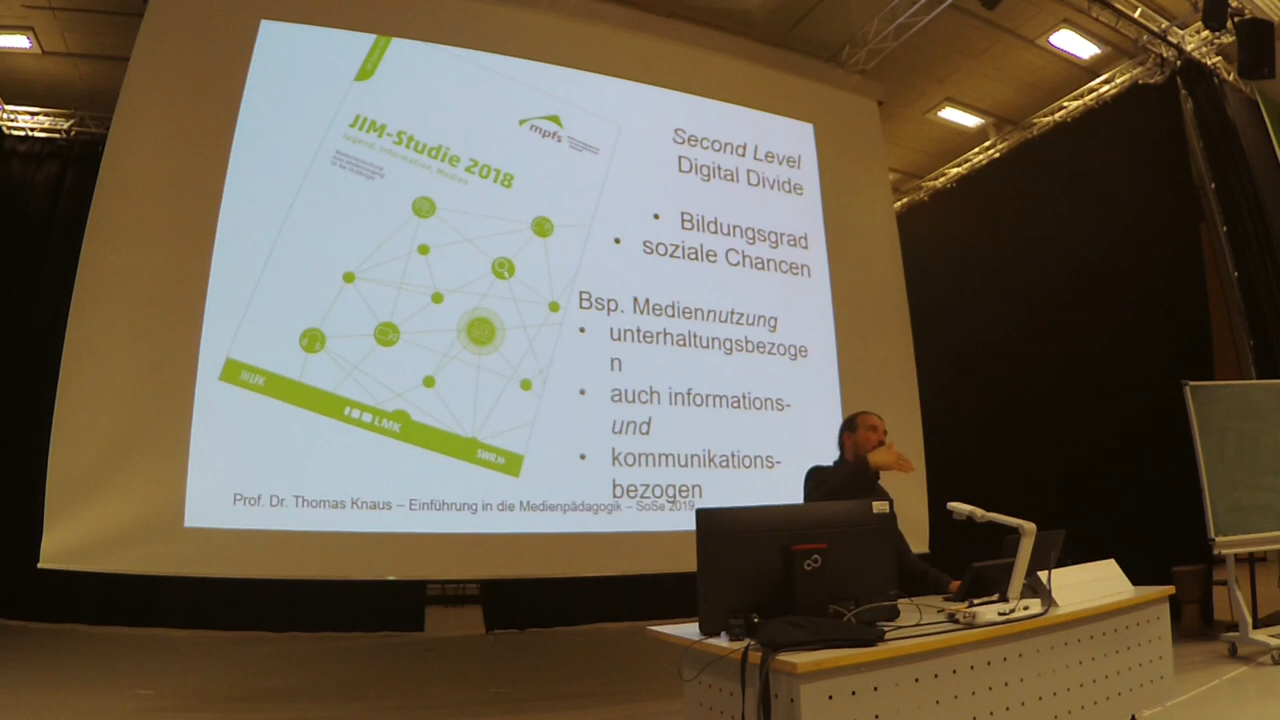 mpfs
JIM-Studie 2018
Jugend, Information, Medien
Second Level
Digital Divide
• Bildungsgrad
• soziale Chancen
Bsp. Mediennutzung
• unterhaltungsbezoge
n
• auch informations-
und
• kommunikations-
bezogen
LFK
LMK
SWR»
Prof. Dr. Thomas Knaus – Einführung in die Medienpädagogik – SoSe 2019